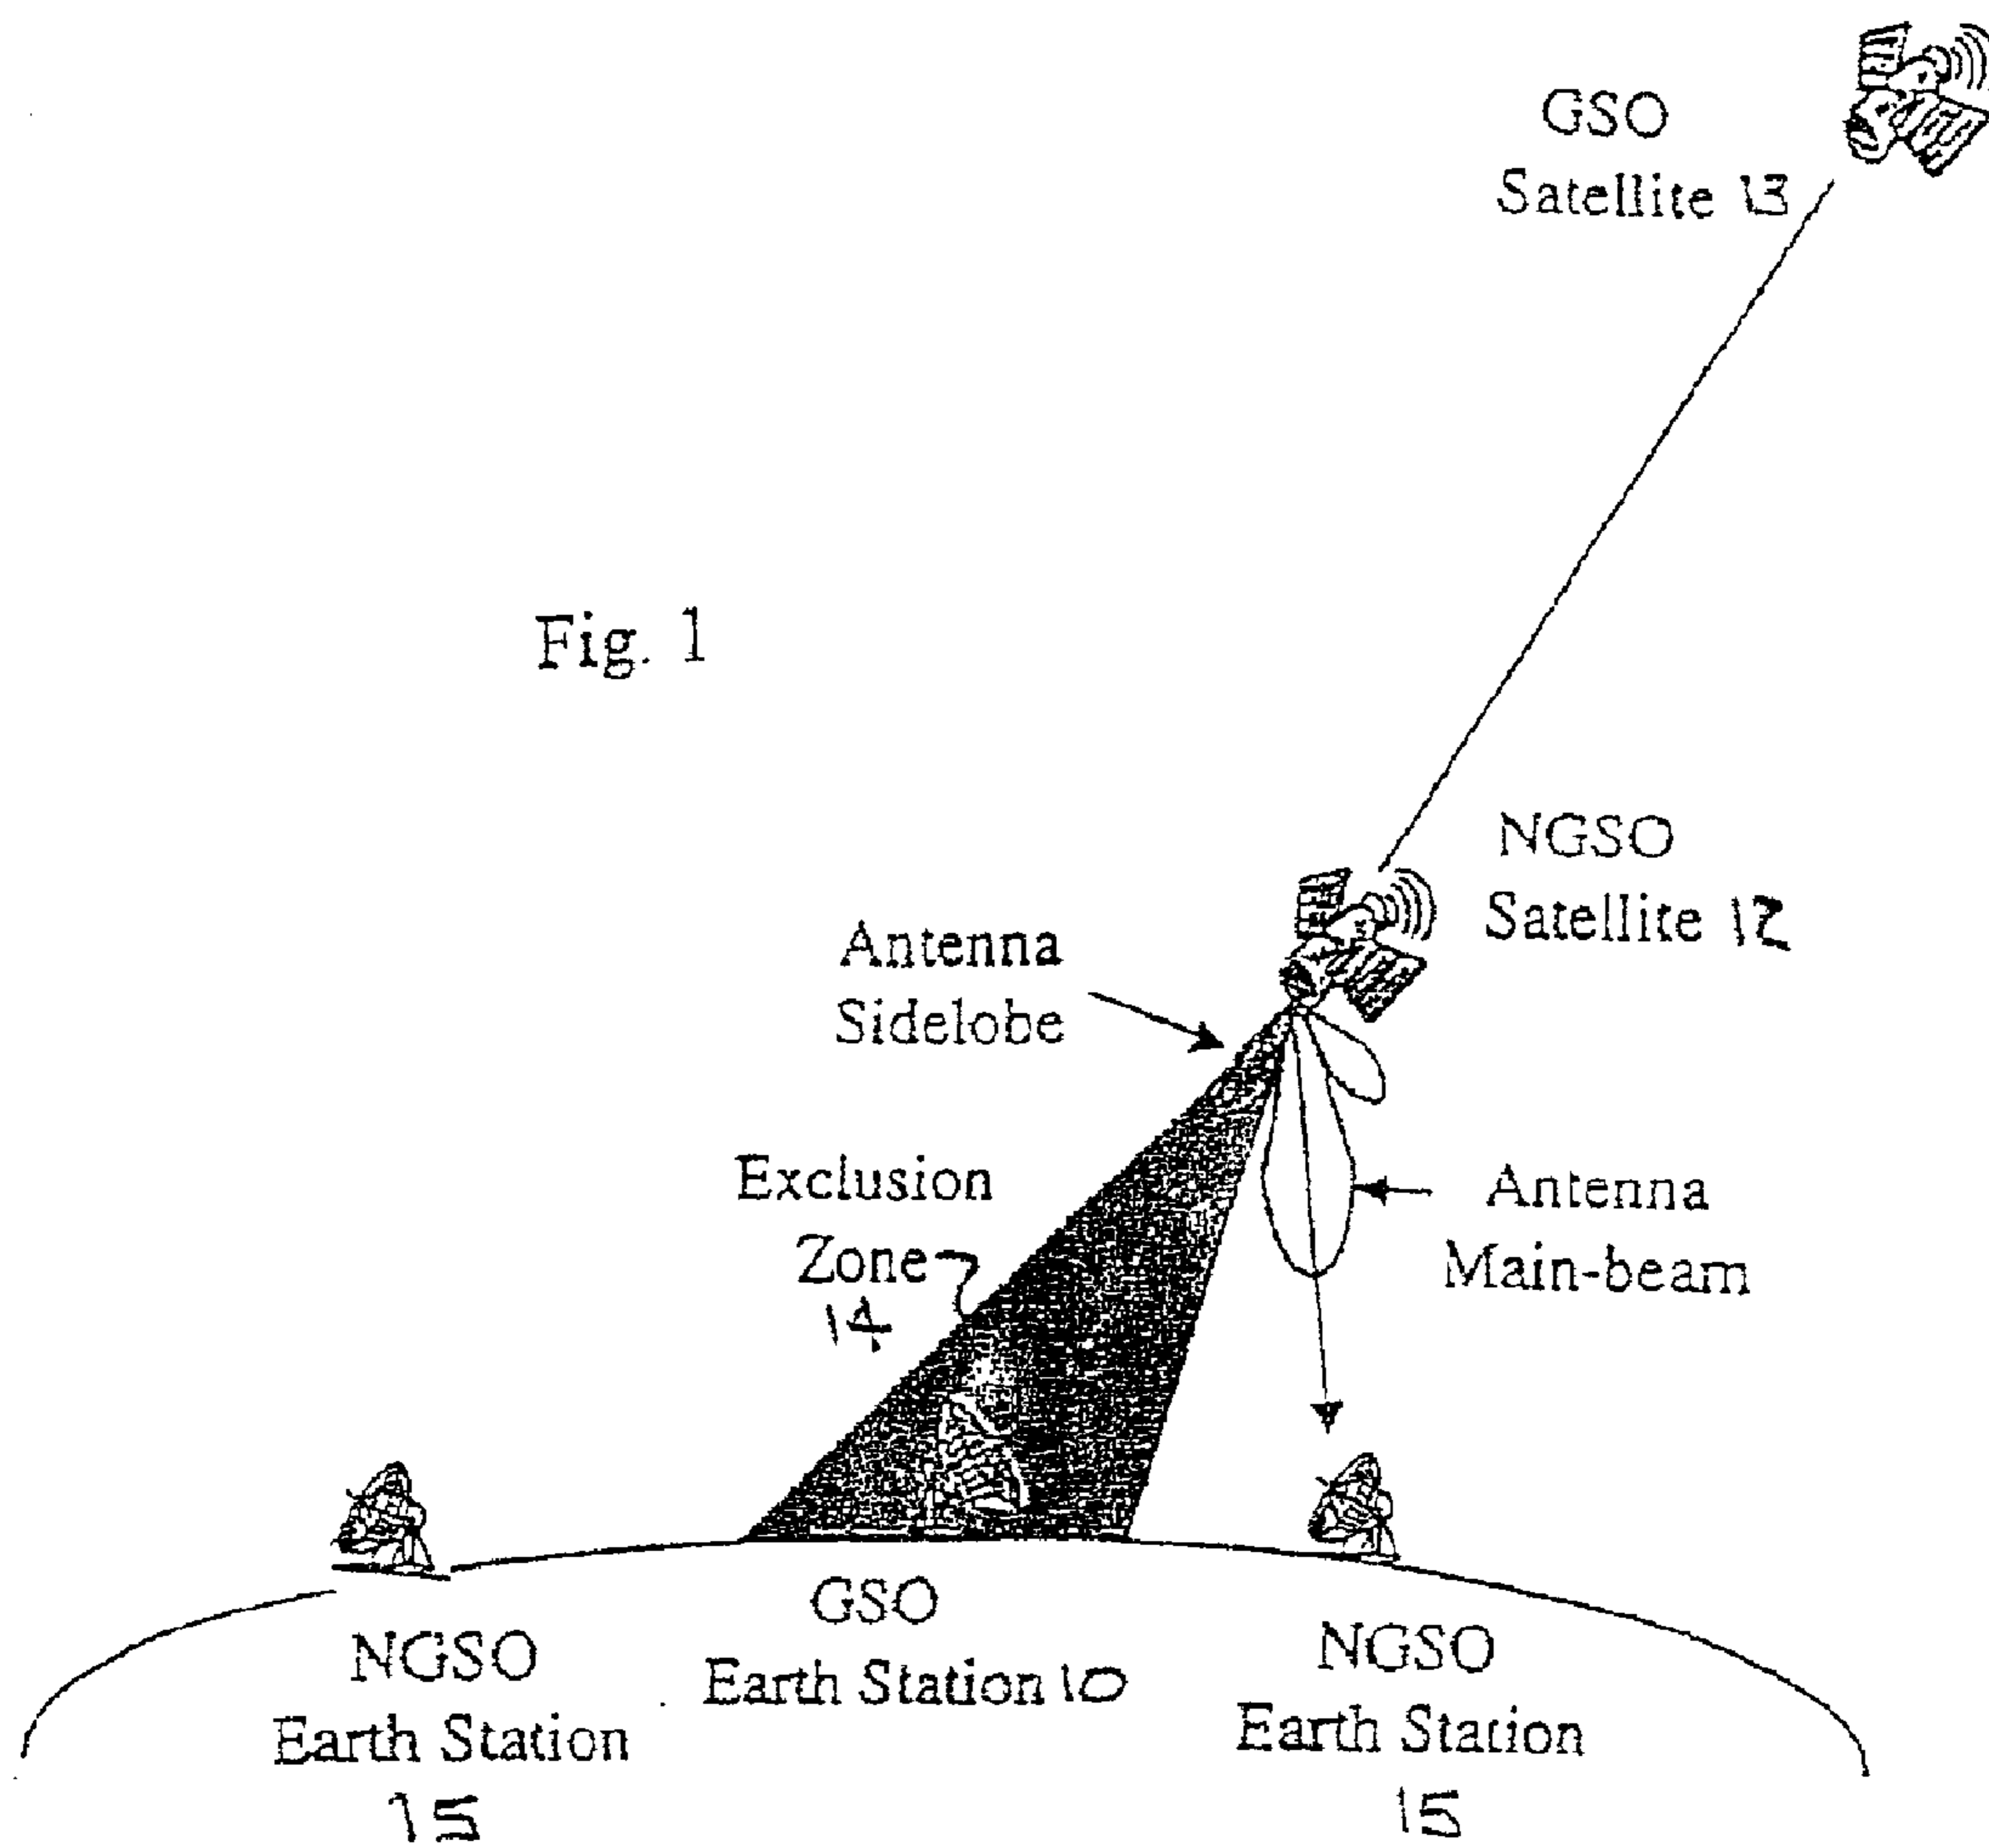 GSO
Satellite 13
Fig. 1
NGSO
Satellite 12
Antenna
Sidelobe
Exclusion
Zone
14
Antenna
Main-beam
NGSO
Earth Station
15
GSO
Earth Station 10
NGSO
Earth Station
15